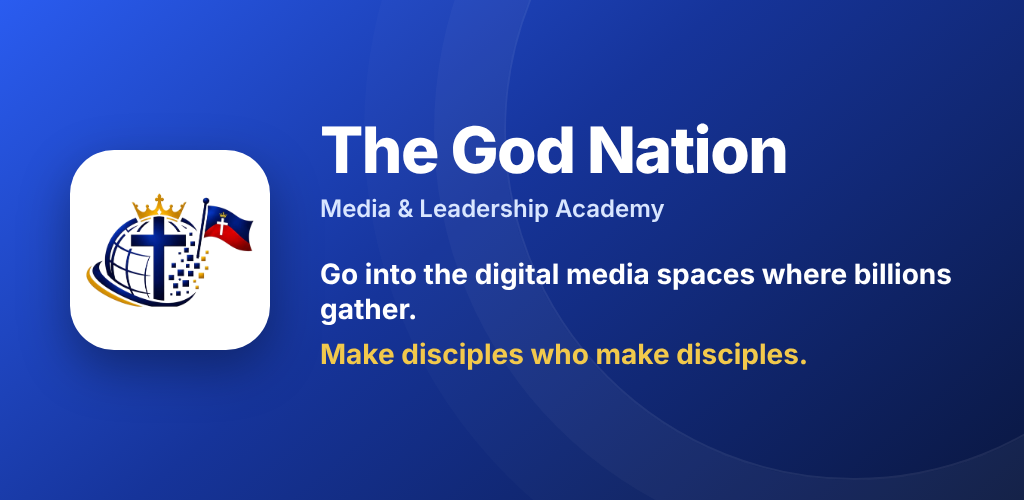 The God Nation
Media & Leadership Academy
Go into the digital media spaces where billions
gather.
Make disciples who make disciples.